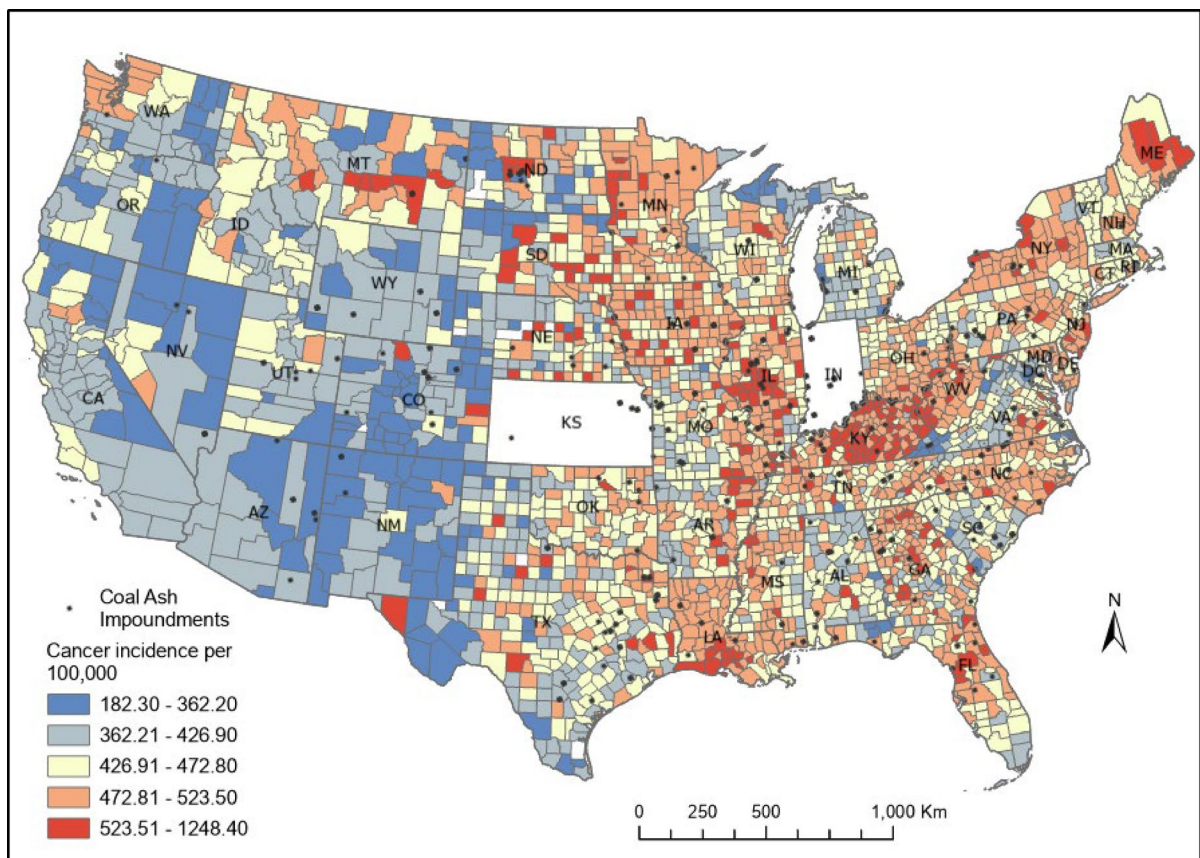 WA
ME
MT
ND
VT
OR
MN
NH
ID
NY
MA
SD
WI
CT RI
MI
WY
IA
PA
NJ
NE
OH
MD DE
NV
IL
IN
DC
UT
WV
CA
CO
VA
KS
MO
KY
NC
TN
OK
AZ
NM
AR
SC
MS
AL
GA
N
TX
LA
FL
Coal Ash
Impoundments
Cancer incidence per
100,000
182.30 - 362.20
362.21 - 426.90
426.91 - 472.80
472.81 - 523.50
523.51 - 1248.40
0 250 500 1,000 Km